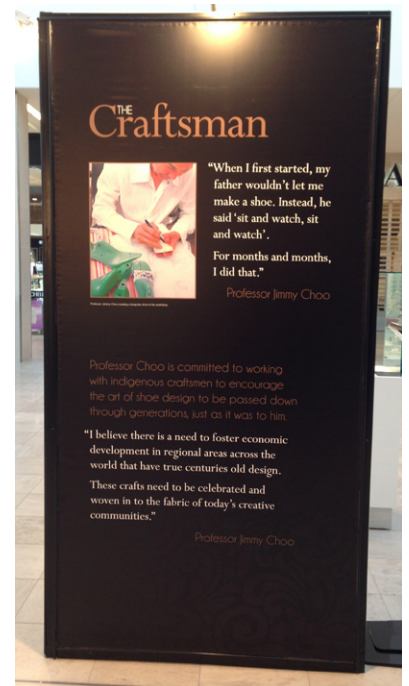 THE
Craftsman
"When I first started, my
father wouldn't let me
make a shoe. Instead, he
said 'sit and watch, sit
and watch'.
For months and months,
I did that."
Professor Jimmy Choo
Professor Choo is committed to working
with indigenous craftsmen to encourage
the art of shoe design to be passed down
through generations, just as it was to him.
"I believe there is a need to foster economic
development in regional areas across the
world that have true centuries old design.
These crafts need to be celebrated and
woven in to the fabric of today's creative
communities."
Professor Jimmy Choo